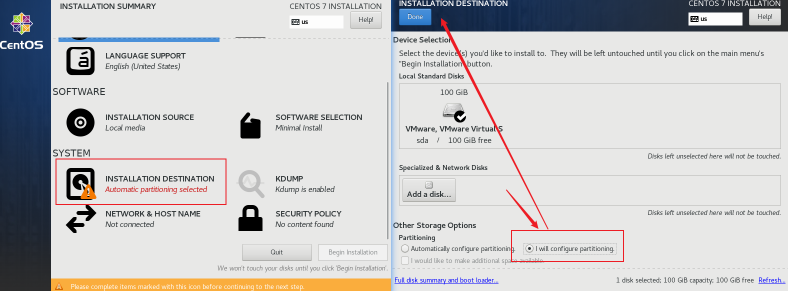 CentOS
INSTALLATION SUMMARY
CENTOS 7 INSTALLATION
us
Help!
LANGUAGE SUPPORT
English (United States)
SOFTWARE
INSTALLATION SOURCE
Local media
SOFTWARE SELECTION
Minimal Install
SYSTEM
INSTALLATION DESTINATION
Automatic partitioning selected
KDUMP
Kdump is enabled
NETWORK & HOST NAME
Not connected
SECURITY POLICY
No content found
Quit
Begin Installation
We won't touch your disks until you click 'Begin Installation'.
Please complete items marked with this icon before continuing to the next step.
INSTALLATION DESTINATION
CENTOS 7 INSTALLATION
Done
us
Help!
Device Selection
Select the device(s) you'd like to install to. They will be left untouched until you click on the main menu's
"Begin Installation" button.
Local Standard Disks
100 GiB
VMware, VMware Virtual S
sda / 100 GiB free
Disks left unselected here will not be touched.
Specialized & Network Disks
Add a disk...
Disks left unselected here will not be touched.
Other Storage Options
Partitioning
Automatically configure partitioning.
I will configure partitioning.
I would like to make additional space available.
Full disk summary and boot loader...
1 disk selected; 100 GiB capacity; 100 GiB free
Refresh...